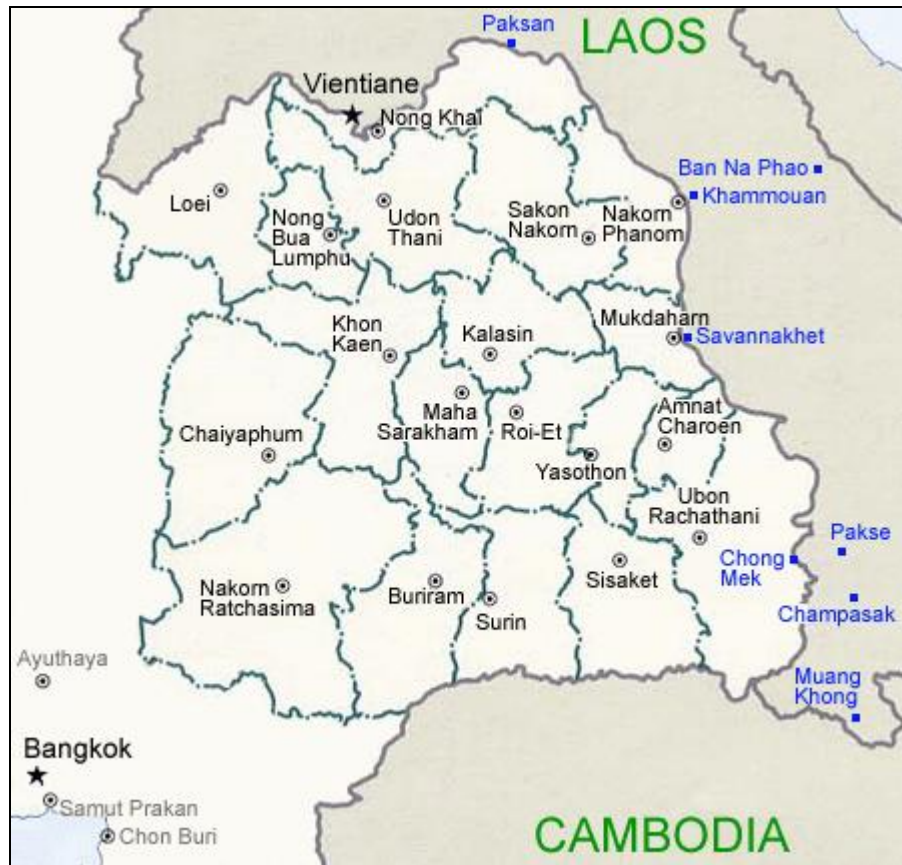 Paksan
LAOS
Vientiane
Nong Khai
Ban Na Phao
Khammouan
Loei
Nong
Bua
Lumphu
Udon
Thani
Sakon
Nakorn
Nakorn
Phanom
Khon
Kaen
Kalasin
Mukdaharn
Savannakhet
Maha
Sarakham
Roi-Et
Amnat
Charoen
Chaiyaphum
Yasothon
Ubon
Rachathani
Pakse
Chong
Mek
Nakorn
Ratchasima
Buriram
Surin
Sisaket
Champasak
Ayuthaya
Muang
Khong
Bangkok
Samut Prakan
Chon Buri
CAMBODIA